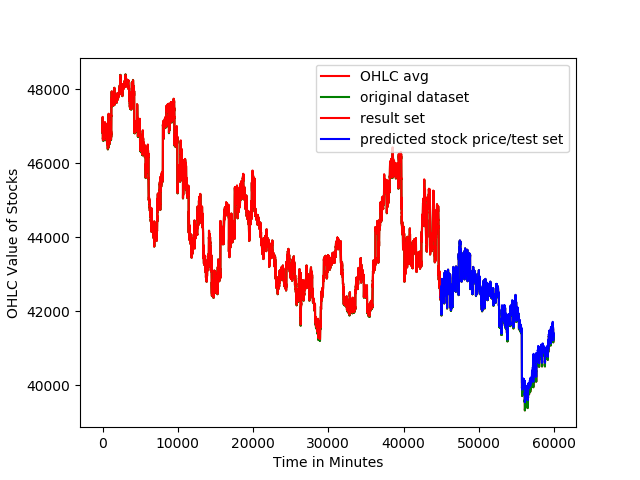 OHLC avg
original dataset
result set
predicted stock price/test set
48000
46000
44000
42000
40000
OHLC Value of Stocks
0
10000
20000
30000
40000
50000
60000
Time in Minutes